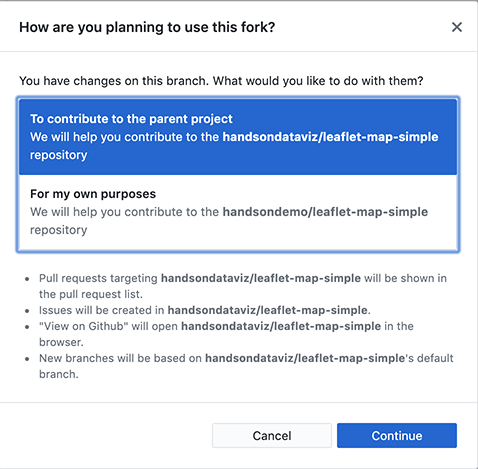 How are you planning to use this fork?
You have changes on this branch. What would you like to do with them?
To contribute to the parent project
We will help you contribute to the handsondataviz/leaflet-map-simple
repository
For my own purposes
We will help you contribute to the handsondemo/leaflet-map-simple
repository
• Pull requests targeting handsondataviz/leaflet-map-simple will be shown in
the pull request list.
• Issues will be created in handsondataviz/leaflet-map-simple.
• "View on Github" will open handsondataviz/leaflet-map-simple in the
browser.
• New branches will be based on handsondataviz/leaflet-map-simple's default
branch.
Cancel
Continue